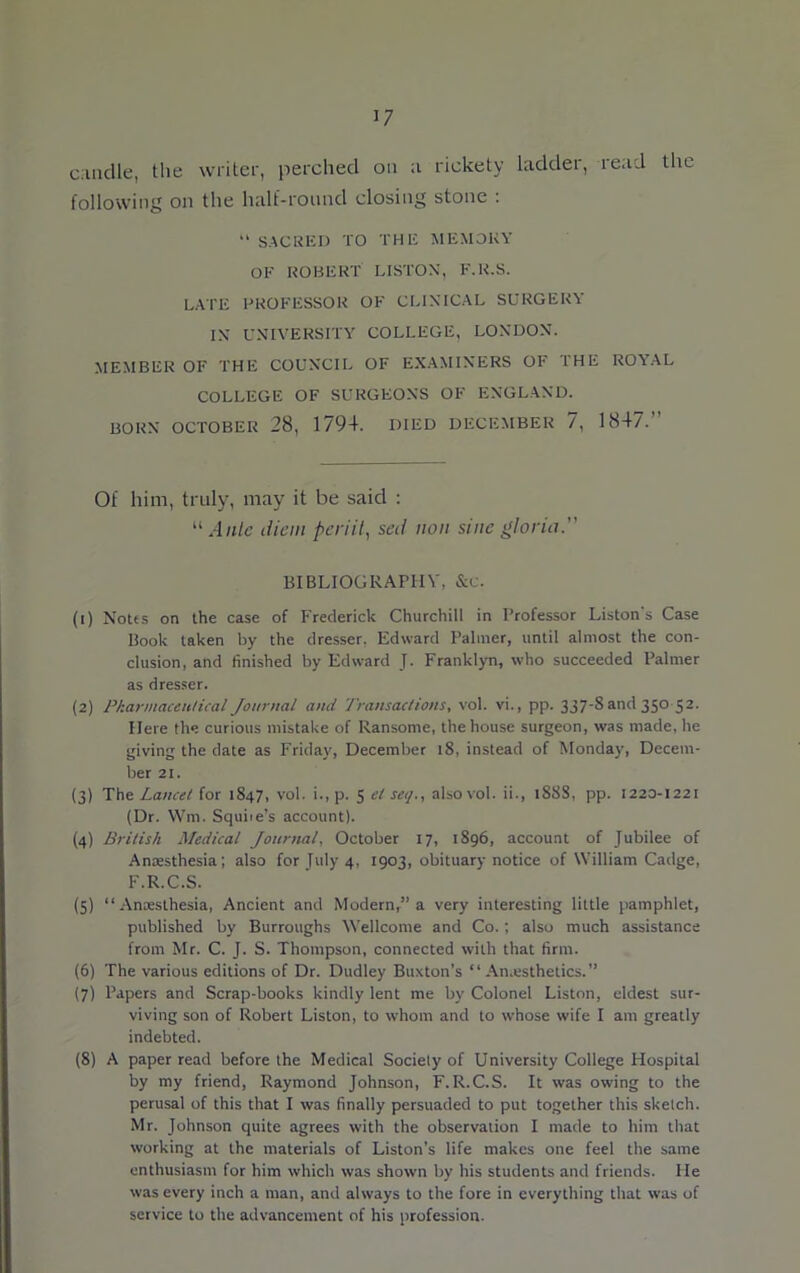 17
candle, the writer, perched on a rickety ladder, read the
following on the half-round closing stone :
“ SACRED TO THE MEMORY
OF ROBERT LISTON, F.R.S.
LATE PROFESSOR OF CLINICAL SURGERY
IN UNIVERSITY COLLEGE, LONDON.
MEMBER OF THE COUNCIL OF EXAMINERS OF THE ROYAL
COLLEGE OF SURGEONS OF ENGLAND.
BORN OCTOBER 28, 1794. DIED DECEMBER 7, 1847.”
Of him, truly, may it be said :
“ Ante diem periit, sed non sine gloria.”
BIBLIOGRAPHY, &c.
(1) Notes on the case of Frederick Churchill in Professor Liston's Case
Book taken by the dresser, Edward Palmer, until almost the con-
clusion, and finished by Edward J. Franklyn, who succeeded Palmer
as dresser.
(2) Pharmaceutical Journal and Transactions, vol. vi., pp. 337-8 and 350 52.
Here the curious mistake of Ransome, the house surgeon, was made, he
giving the date as Friday, December 18, instead of Monday, Decem-
ber 21.
(3) The Lancet for 1847, vol. i., p. 5 et seq., also vol. ii., 1888, pp. 1220-1221
(Dr. Wm. Squire's account).
(4) British Medical Journal, October 17, 1896, account of Jubilee of
Anæsthesia; also for July 4, 1903, obituary notice of William Cadge,
F.R.C.S.
(5) “Anæsthesia, Ancient and Modern,” a very interesting little pamphlet,
published by Burroughs Wellcome and Co. ; also much assistance
from Mr. C. J. S. Thompson, connected with that firm.
(6) The various editions of Dr. Dudley Buxton's “Anæsthetics.”
(7) Papers and Scrap-books kindly lent me by Colonel Liston, eldest sur-
viving son of Robert Liston, to whom and to whose wife I am greatly
indebted.
(8) A paper read before the Medical Society of University College Hospital
by my friend, Raymond Johnson, F.R.C.S. It was owing to the
perusal of this that I was finally persuaded to put together this sketch.
Mr. Johnson quite agrees with the observation I made to him that
working at the materials of Liston's life makes one feel the same
enthusiasm for him which was shown by his students and friends. He
was every inch a man, and always to the fore in everything that was of
service to the advancement of his profession.